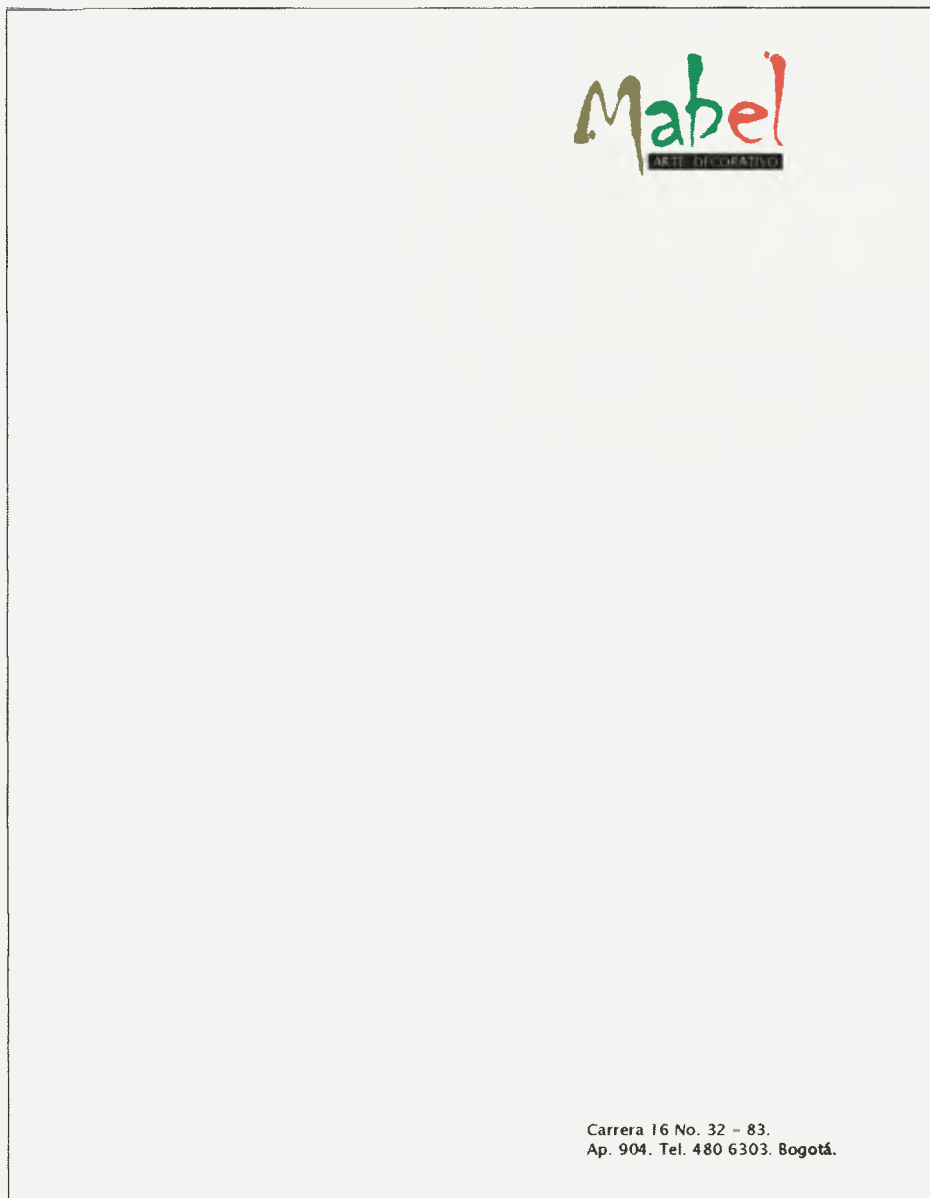 Mabel
ARTE DECORATIVO
Carrera 16 No. 32 - 83.
Ap. 904. Tel. 480 6303. Bogotá.